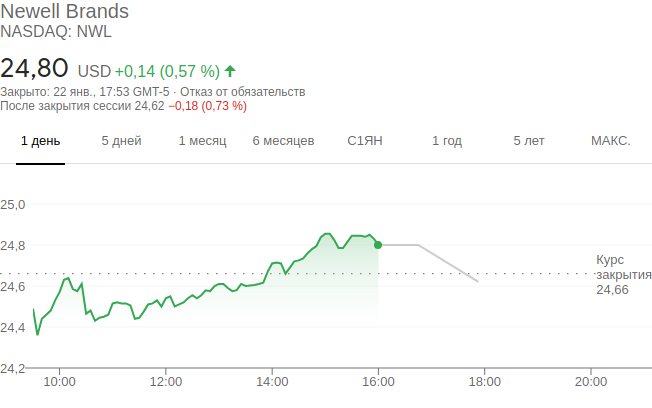 Newell Brands
NASDAQ: NWL
24,80 USD +0,14 (0,57 %)
Закрыто: 22 янв., 17:53 GMT-5 · Отказ от обязательств
После закрытия сессии 24,62 −0,18 (0,73 %)
1 день 5 дней 1 месяц 6 месяцев С1ЯН 1 год 5 лет МАКС.
25,0
24,8
Курс
закрытия
24,66
24,6
24,4
24,2
10:00 12:00 14:00 16:00 18:00 20:00